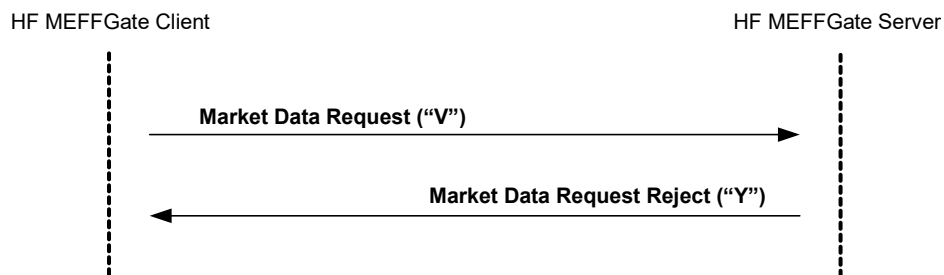 HF MEFFGate Client
HF MEFFGate Server
Market Data Request (“V”)
Market Data Request Reject (“Y”)